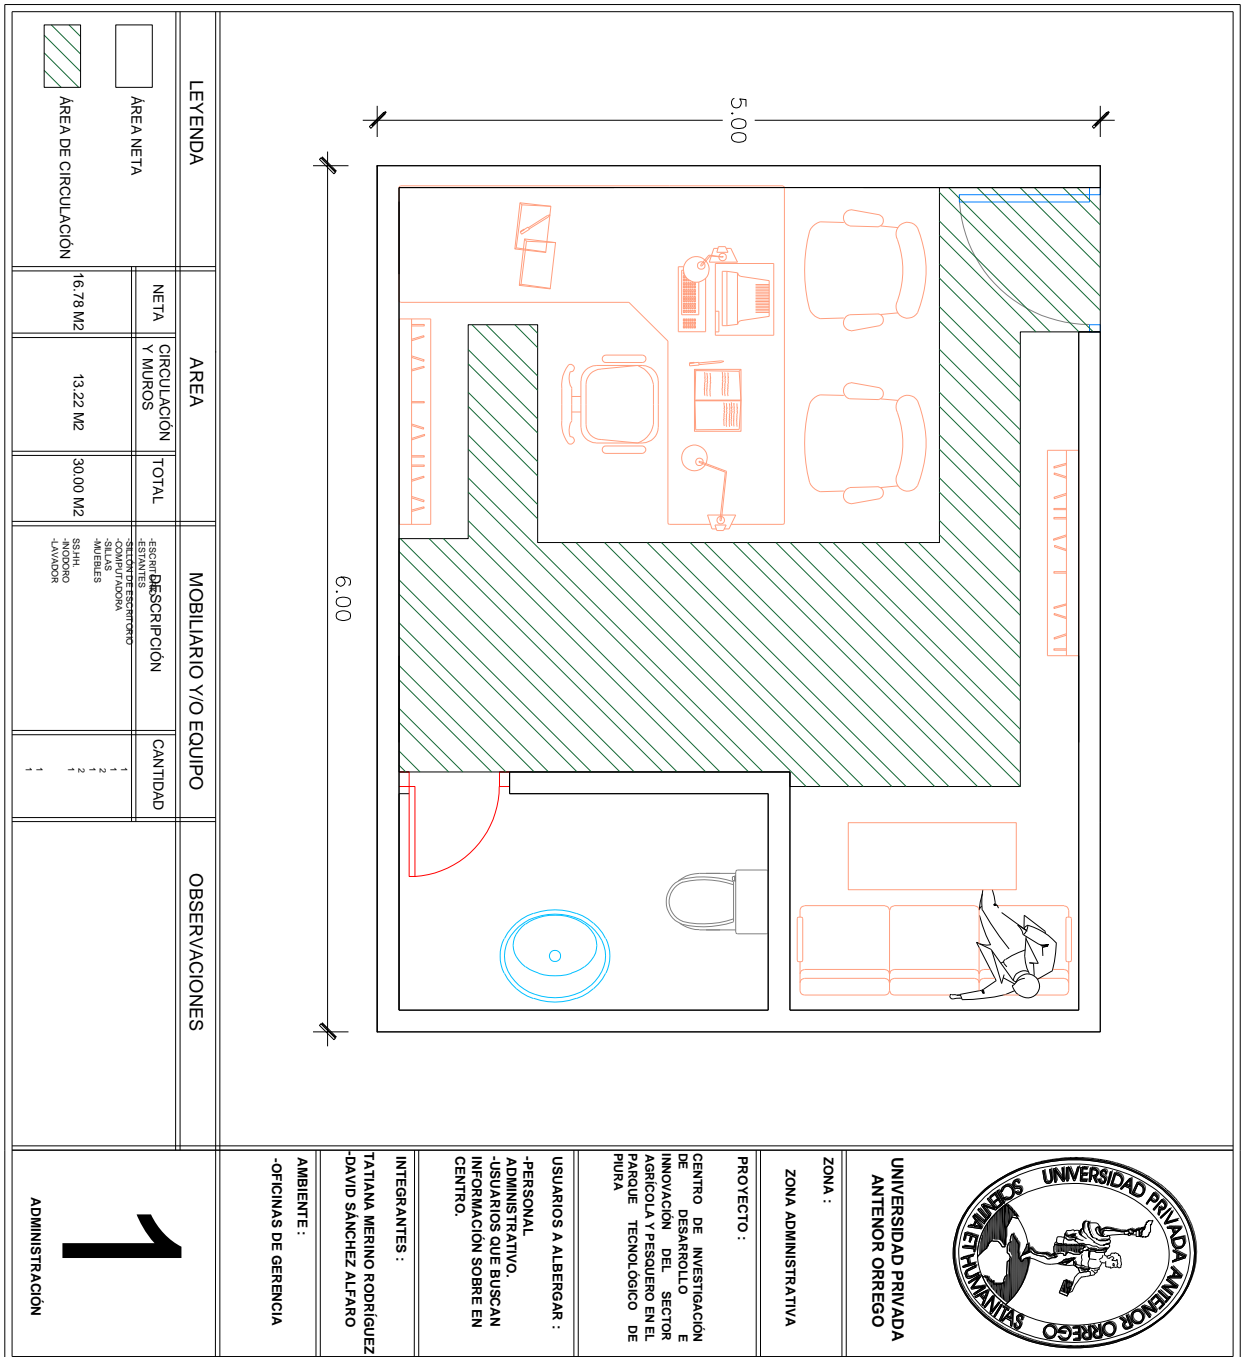 5.00
6.00
LEYENDA
ÁREA NETA
ÁREA DE CIRCULACIÓN
AREA
NETA
CIRCULACIÓN
Y MUROS
TOTAL
16.78 M2
13.22 M2
30.00 M2
MOBILIARIO Y/O EQUIPO
DESCRIPCIÓN
CANTIDAD
-ESCRITORIO
-ESTANTES
-SILLÓN DE ESCRITORIO
-COMPUTADORA
-SILLAS
-MUEBLES
SS.HH.
-INODORO
-LAVADOR
1
1
2
1
2
1
1
1
OBSERVACIONES
UNIVERSIDAD PRIVADA ANTENOR ORREGO
SCIENTIA ET HUMANITAS
UNIVERSIDAD PRIVADA
ANTENOR ORREGO
ZONA :
ZONA ADMINISTRATIVA
PROYECTO :
CENTRO DE INVESTIGACIÓN
DE DESARROLLO E
INNOVACIÓN DEL SECTOR
AGRÍCOLA Y PESQUERO EN EL
PARQUE TECNOLÓGICO DE
PIURA
USUARIOS A ALBERGAR :
-PERSONAL
ADMINISTRATIVO.
-USUARIOS QUE BUSCAN
INFORMACIÓN SOBRE EN
CENTRO.
INTEGRANTES :
TATIANA MERINO RODRÍGUEZ
-DAVID SÁNCHEZ ALFARO
AMBIENTE :
-OFICINAS DE GERENCIA
1
ADMINISTRACIÓN